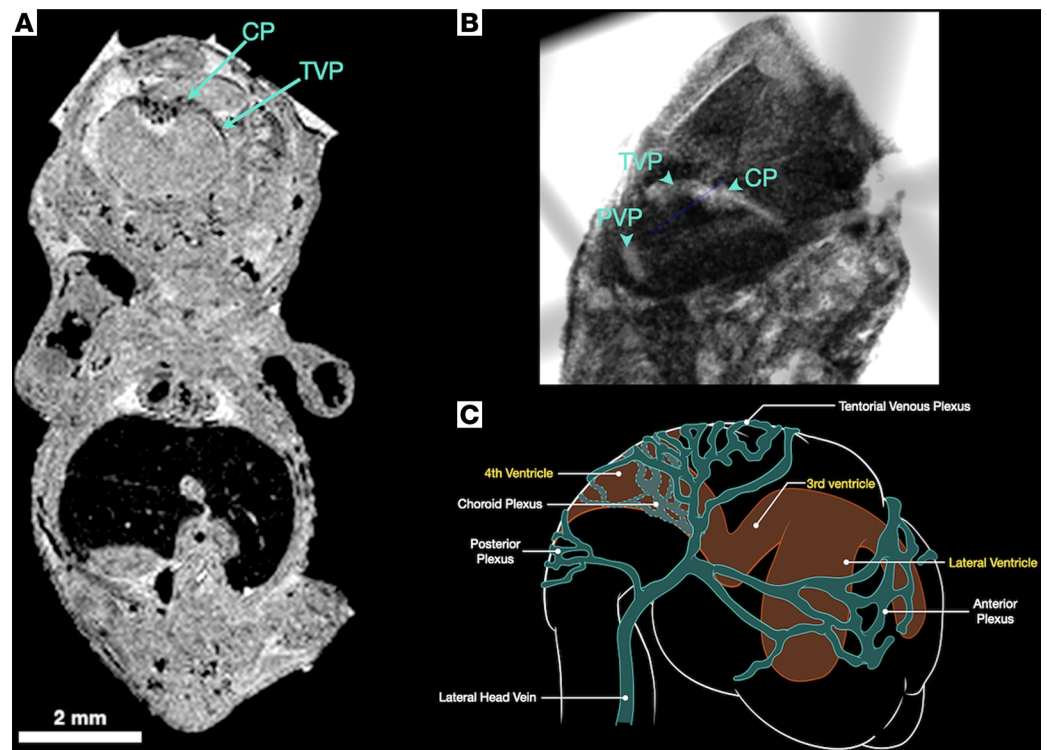 A
CP
TVP
2 mm
B
TVP
CP
PVP
C
Tentorial Venous Plexus
4th Ventricle
3rd ventricle
Choroid Plexus
Posterior
Plexus
Lateral Ventricle
Anterior
Plexus
Lateral Head Vein